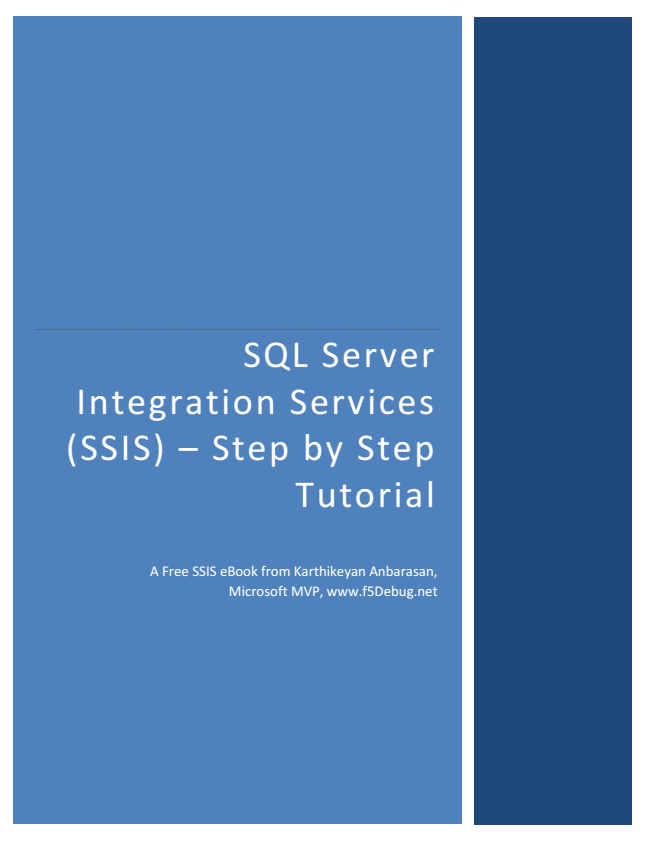 SQL Server
Integration Services
(SSIS) – Step by Step
Tutorial
A Free SSIS eBook from Karthikeyan Anbarasan,
Microsoft MVP, www.f5Debug.net